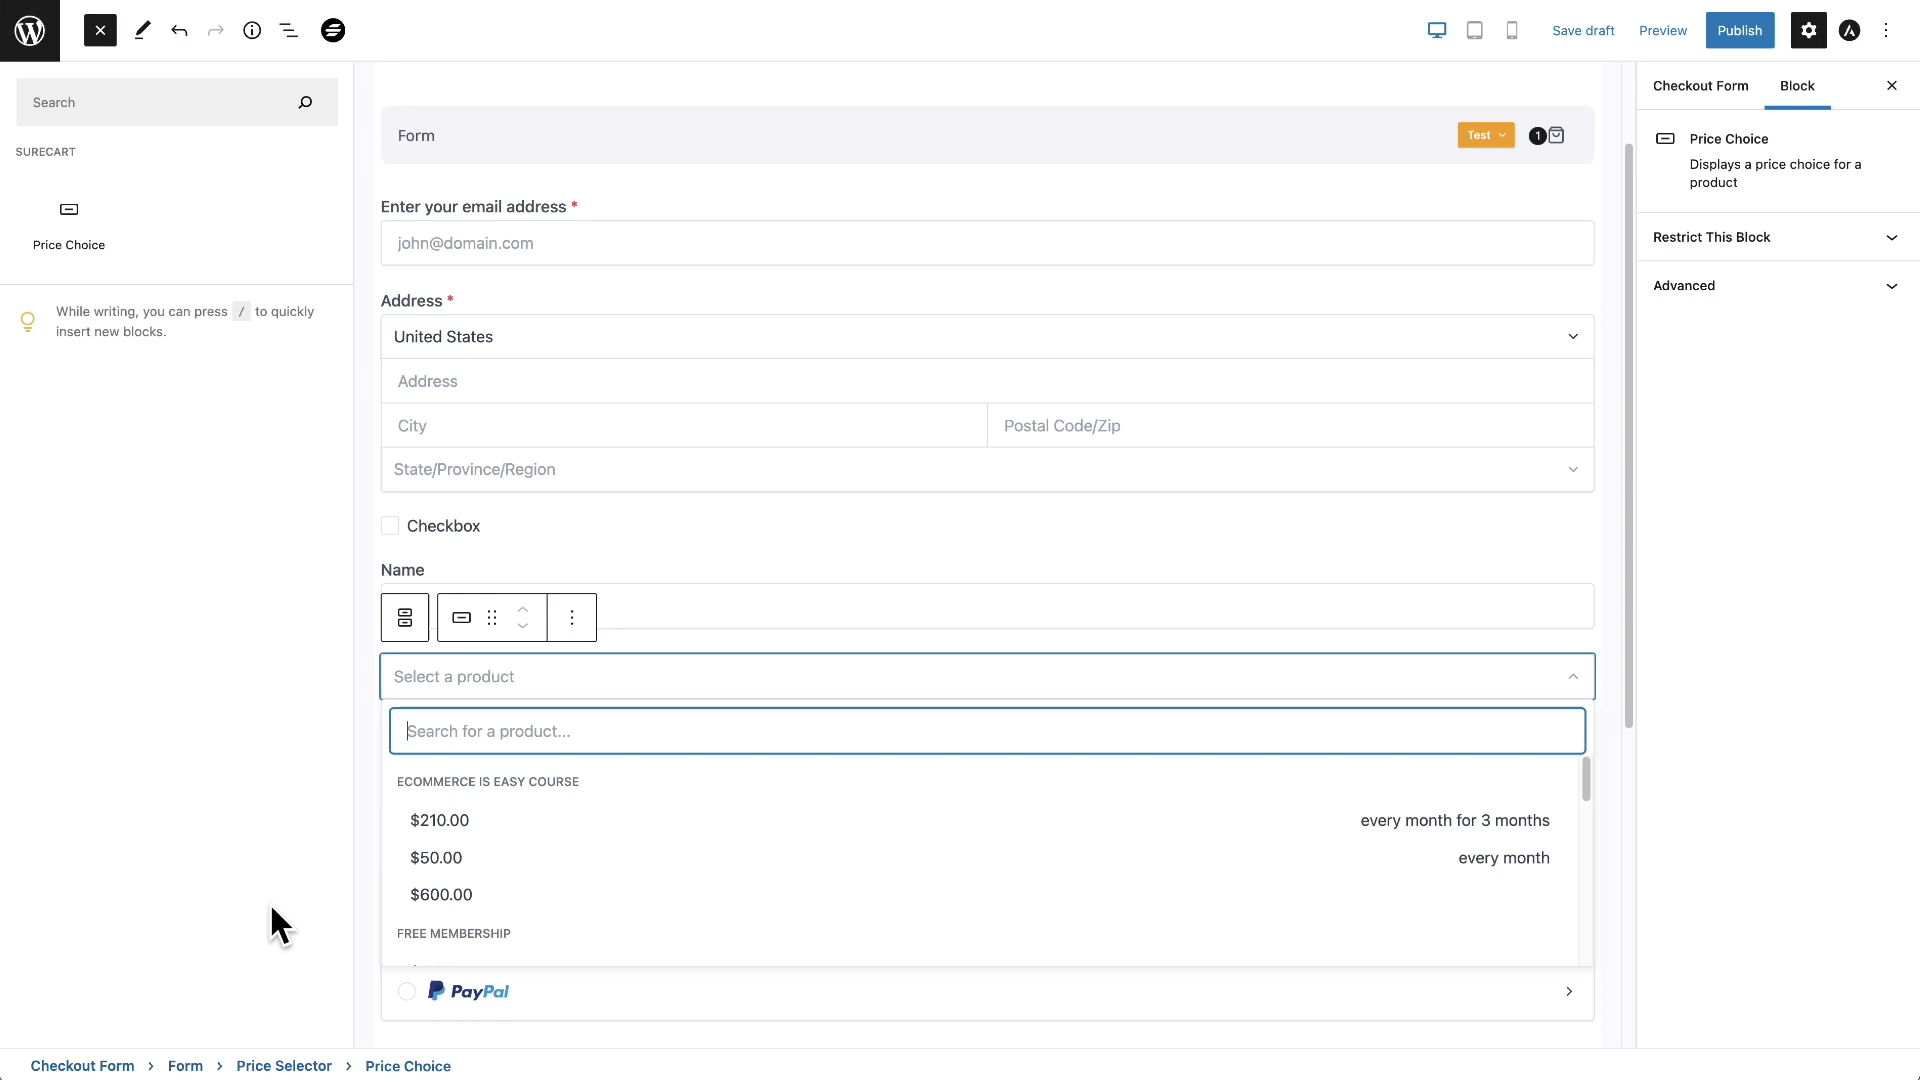 Save draft
Preview
Publish
Search
SURECART
Price Choice
While writing, you can press / to quickly
insert new blocks.
Form
Test
1
Enter your email address *
john@domain.com
Address *
United States
Address
City
Postal Code/Zip
State/Province/Region
Checkbox
Name
Select a product
Search for a product...
ECOMMERCE IS EASY COURSE
$210.00
every month for 3 months
$50.00
every month
$600.00
FREE MEMBERSHIP
PayPal
Checkout Form
Block
Price Choice
Displays a price choice for a
product
Restrict This Block
Advanced
Checkout Form > Form > Price Selector > Price Choice